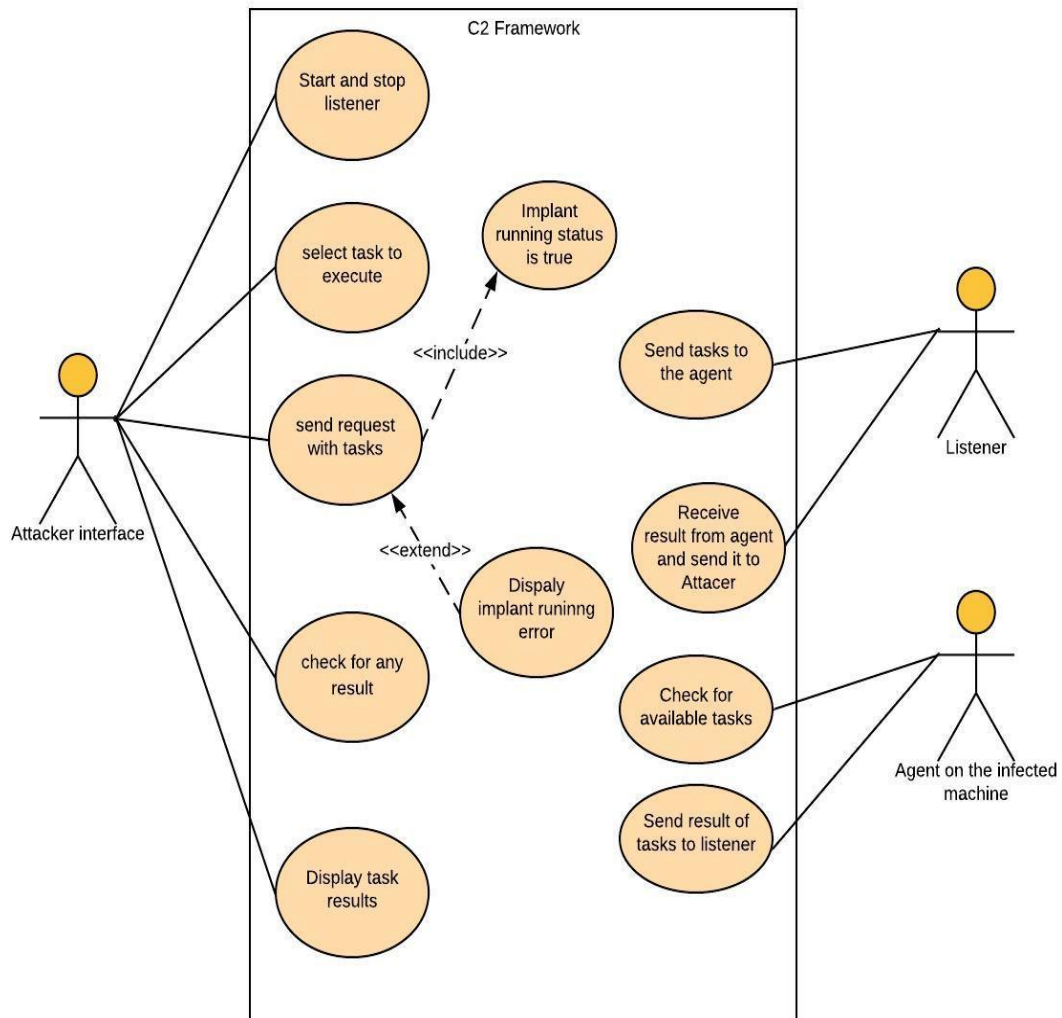 C2 Framework
Start and stop
listener
Implant
running status
is true
select task to
execute
<<include>>
Send tasks to
the agent
send request
with tasks
Listener
Attacker interface
<<extend>>
Receive
result from agent
and send it to
Attacer
Dispaly
implant runinng
error
check for any
result
Check for
available tasks
Agent on the infected
machine
Send result of
tasks to listener
Display task
results